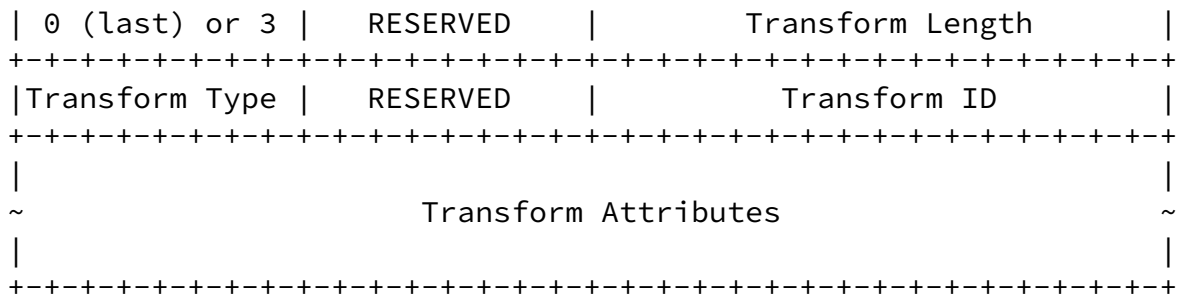 | 0 (last) or 3 |   RESERVED    |        Transform Length       |
+-+-+-+-+-+-+-+-+-+-+-+-+-+-+-+-+-+-+-+-+-+-+-+-+-+-+-+-+-+-+-+-+
|Transform Type |   RESERVED    |          Transform ID         |
+-+-+-+-+-+-+-+-+-+-+-+-+-+-+-+-+-+-+-+-+-+-+-+-+-+-+-+-+-+-+-+-+
|                                                               |
~                      Transform Attributes                     ~
|                                                               |
+-+-+-+-+-+-+-+-+-+-+-+-+-+-+-+-+-+-+-+-+-+-+-+-+-+-+-+-+-+-+-+-+